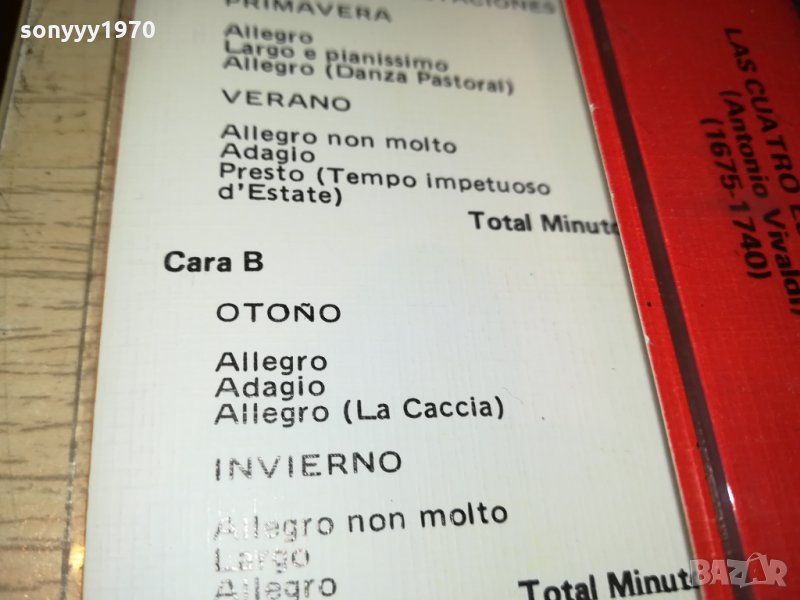 sonyyy1970
ESTACIONES
PRIMAVERA
Allegro
Largo e pianissimo
Allegro (Danza Pastoral)
VERANO
Allegro non molto
Adagio
Presto (Tempo impetuoso
d'Estate)
Total Minut
Cara B
OTOÑO
Allegro
Adagio
Allegro (La Caccia)
INVIERNO
Allegro non molto
Largo
Allegro
Total Minut
LAS CUATRO
(Antonio Vivaldi)
(1675-1740)
BAZAR